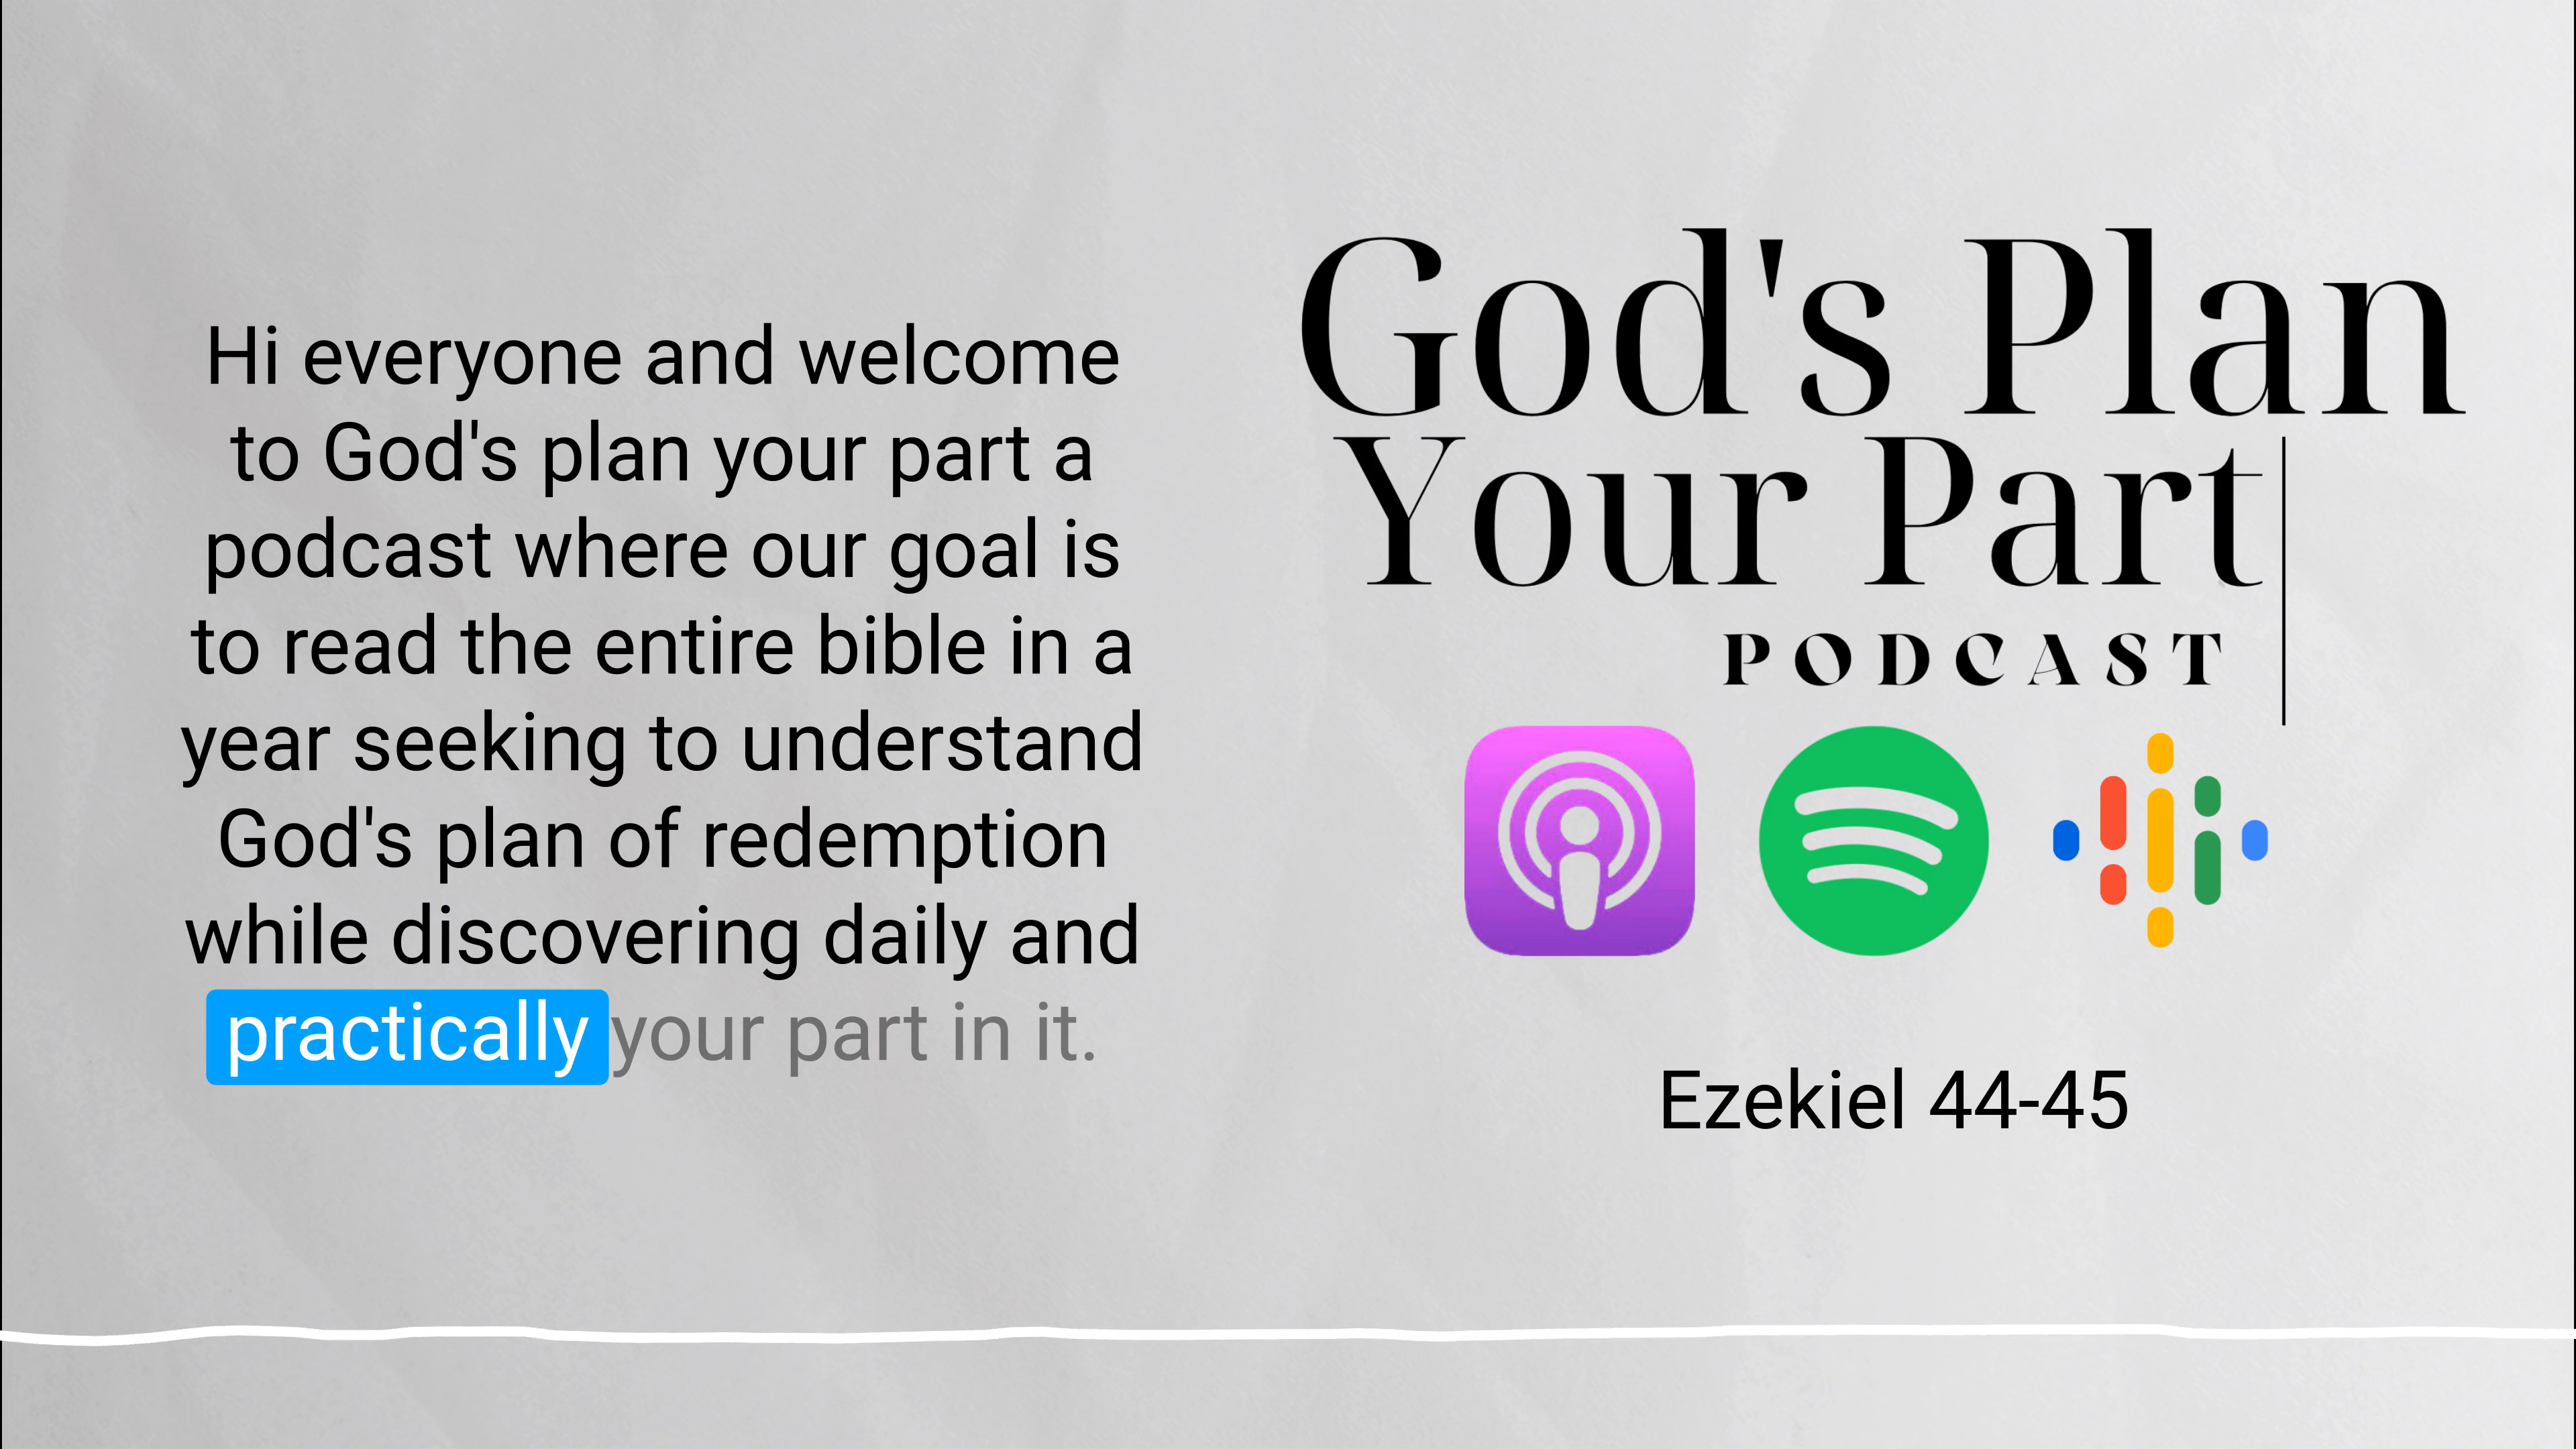 Hi everyone and welcome
to God's plan your part a
podcast where our goal is
to read the entire bible in a
year seeking to understand
God's plan of redemption
while discovering daily and
practically your part in it.
God's Plan
Your Part
PODCAST
Ezekiel 44-45